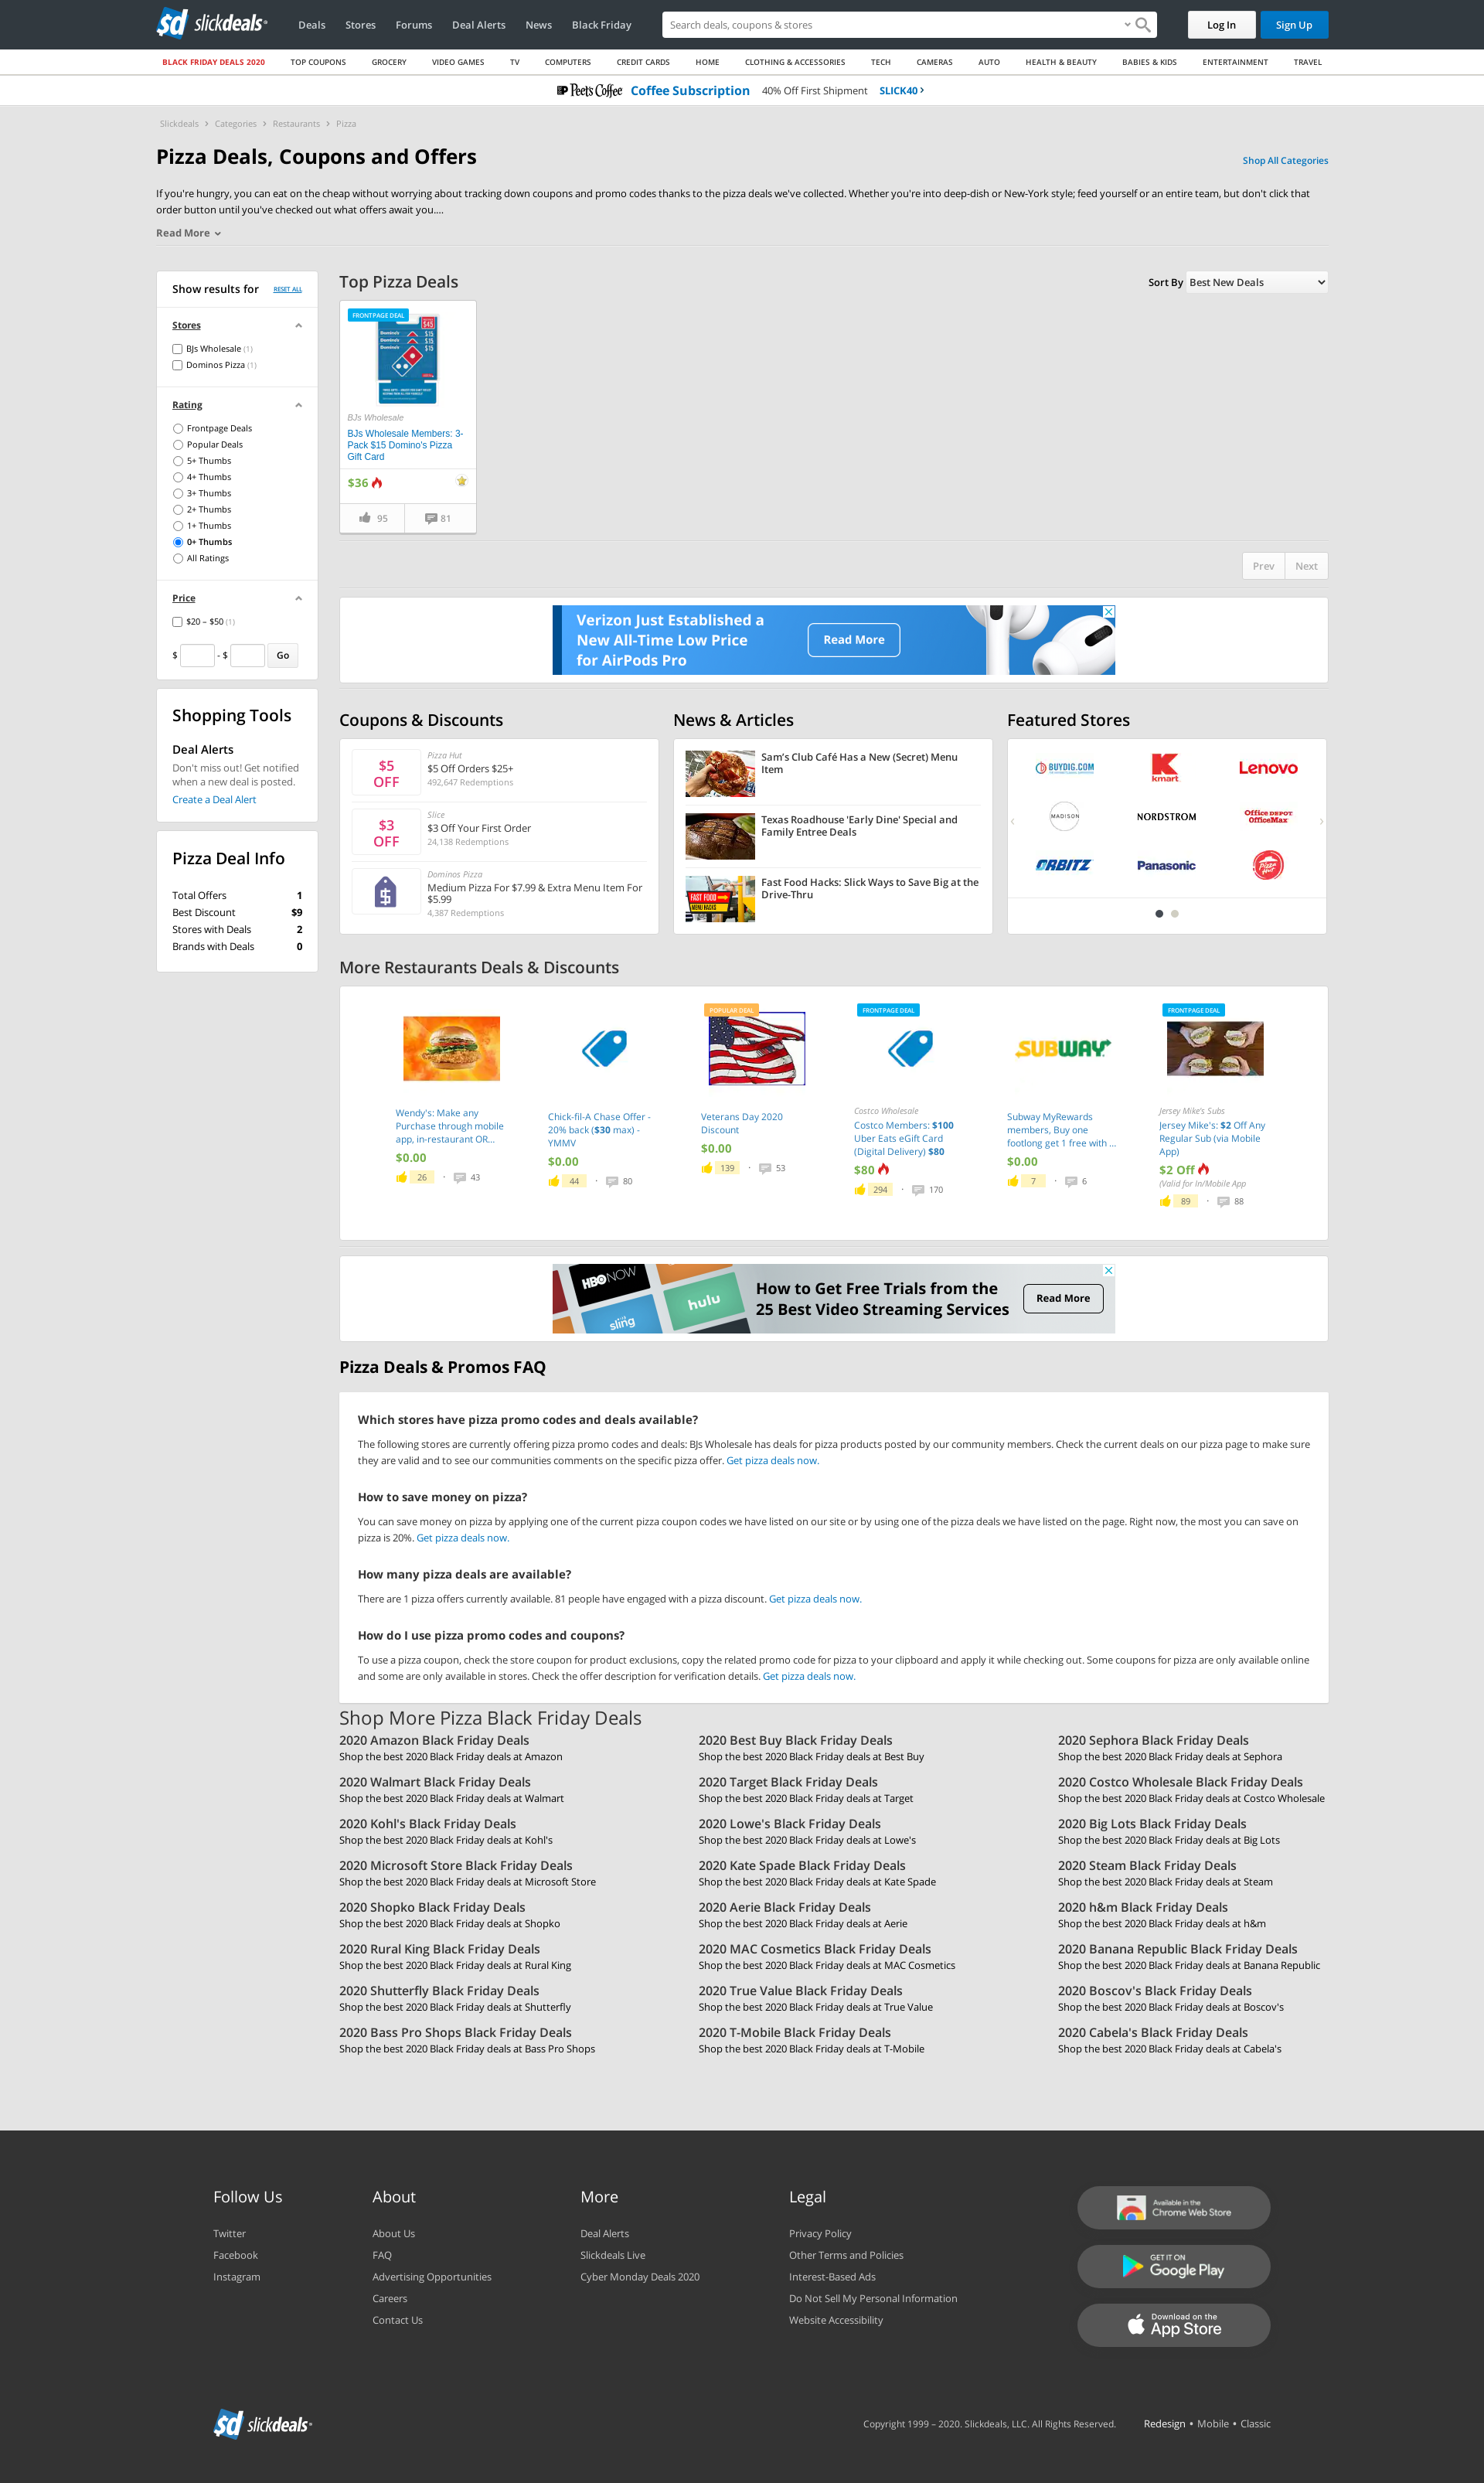 slickdeals
Deals
Stores
Forums
Deal Alerts
News
Black Friday
Search deals, coupons & stores
Log In
Sign Up
BLACK FRIDAY DEALS 2020
TOP COUPONS
GROCERY
VIDEO GAMES
TV
COMPUTERS
CREDIT CARDS
HOME
CLOTHING & ACCESSORIES
TECH
CAMERAS
AUTO
HEALTH & BEAUTY
BABIES & KIDS
ENTERTAINMENT
TRAVEL
Peet's Coffee Coffee Subscription 40% Off First Shipment SLICK40
Slickdeals > Categories > Restaurants > Pizza
Pizza Deals, Coupons and Offers
Shop All Categories
If you're hungry, you can eat on the cheap without worrying about tracking down coupons and promo codes thanks to the pizza deals we've collected. Whether you're into deep-dish or New-York style; feed yourself or an entire team, but don't click that
order button until you've checked out what offers await you....
Read More
Show results for
RESET ALL
Stores
BJs Wholesale (1)
Dominos Pizza (1)
Rating
Frontpage Deals
Popular Deals
5+ Thumbs
4+ Thumbs
3+ Thumbs
2+ Thumbs
1+ Thumbs
0+ Thumbs
All Ratings
Price
$20 – $50 (1)
$ - $ Go
Shopping Tools
Deal Alerts
Don't miss out! Get notified
when a new deal is posted.
Create a Deal Alert
Pizza Deal Info
Total Offers 1
Best Discount $9
Stores with Deals 2
Brands with Deals 0
Top Pizza Deals
Sort By Best New Deals
FRONTPAGE DEAL
$45
Domino's $15
Domino's $15
Domino's $15
BJs Wholesale
BJs Wholesale Members: 3-
Pack $15 Domino's Pizza
Gift Card
$36
95
81
Prev
Next
Verizon Just Established a
New All-Time Low Price
for AirPods Pro
Read More
Coupons & Discounts
$5
OFF
Pizza Hut
$5 Off Orders $25+
492,647 Redemptions
$3
OFF
Slice
$3 Off Your First Order
24,138 Redemptions
Dominos Pizza
Medium Pizza For $7.99 & Extra Menu Item For
$5.99
4,387 Redemptions
News & Articles
Sam's Club Café Has a New (Secret) Menu
Item
Texas Roadhouse 'Early Dine' Special and
Family Entree Deals
FAST FOOD
MENU HACKS
Fast Food Hacks: Slick Ways to Save Big at the
Drive-Thru
Featured Stores
BUYDIG.COM
kmart
Lenovo
MADISON
NORDSTROM
Office DEPOT
OfficeMax
ORBITZ
Panasonic
Pizza Hut
More Restaurants Deals & Discounts
Wendy's: Make any
Purchase through mobile
app, in-restaurant OR...
$0.00
26 · 43
Chick-fil-A Chase Offer -
20% back ($30 max) -
YMMV
$0.00
44 · 80
POPULAR DEAL
Veterans Day 2020
Discount
$0.00
139 · 53
FRONTPAGE DEAL
Costco Wholesale
Costco Members: $100
Uber Eats eGift Card
(Digital Delivery) $80
$80
294 · 170
SUBWAY
Subway MyRewards
members, Buy one
footlong get 1 free with ...
$0.00
7 · 6
FRONTPAGE DEAL
Jersey Mike's Subs
Jersey Mike's: $2 Off Any
Regular Sub (via Mobile
App)
$2 Off
(Valid for In/Mobile App
89 · 88
HBO NOW
sling
hulu
How to Get Free Trials from the
25 Best Video Streaming Services
Read More
Pizza Deals & Promos FAQ
Which stores have pizza promo codes and deals available?
The following stores are currently offering pizza promo codes and deals: BJs Wholesale has deals for pizza products posted by our community members. Check the current deals on our pizza page to make sure
they are valid and to see our communities comments on the specific pizza offer. Get pizza deals now.
How to save money on pizza?
You can save money on pizza by applying one of the current pizza coupon codes we have listed on our site or by using one of the pizza deals we have listed on the page. Right now, the most you can save on
pizza is 20%. Get pizza deals now.
How many pizza deals are available?
There are 1 pizza offers currently available. 81 people have engaged with a pizza discount. Get pizza deals now.
How do I use pizza promo codes and coupons?
To use a pizza coupon, check the store coupon for product exclusions, copy the related promo code for pizza to your clipboard and apply it while checking out. Some coupons for pizza are only available online
and some are only available in stores. Check the offer description for verification details. Get pizza deals now.
Shop More Pizza Black Friday Deals
2020 Amazon Black Friday Deals
Shop the best 2020 Black Friday deals at Amazon
2020 Best Buy Black Friday Deals
Shop the best 2020 Black Friday deals at Best Buy
2020 Sephora Black Friday Deals
Shop the best 2020 Black Friday deals at Sephora
2020 Walmart Black Friday Deals
Shop the best 2020 Black Friday deals at Walmart
2020 Target Black Friday Deals
Shop the best 2020 Black Friday deals at Target
2020 Costco Wholesale Black Friday Deals
Shop the best 2020 Black Friday deals at Costco Wholesale
2020 Kohl's Black Friday Deals
Shop the best 2020 Black Friday deals at Kohl's
2020 Lowe's Black Friday Deals
Shop the best 2020 Black Friday deals at Lowe's
2020 Big Lots Black Friday Deals
Shop the best 2020 Black Friday deals at Big Lots
2020 Microsoft Store Black Friday Deals
Shop the best 2020 Black Friday deals at Microsoft Store
2020 Kate Spade Black Friday Deals
Shop the best 2020 Black Friday deals at Kate Spade
2020 Steam Black Friday Deals
Shop the best 2020 Black Friday deals at Steam
2020 Shopko Black Friday Deals
Shop the best 2020 Black Friday deals at Shopko
2020 Aerie Black Friday Deals
Shop the best 2020 Black Friday deals at Aerie
2020 h&m Black Friday Deals
Shop the best 2020 Black Friday deals at h&m
2020 Rural King Black Friday Deals
Shop the best 2020 Black Friday deals at Rural King
2020 MAC Cosmetics Black Friday Deals
Shop the best 2020 Black Friday deals at MAC Cosmetics
2020 Banana Republic Black Friday Deals
Shop the best 2020 Black Friday deals at Banana Republic
2020 Shutterfly Black Friday Deals
Shop the best 2020 Black Friday deals at Shutterfly
2020 True Value Black Friday Deals
Shop the best 2020 Black Friday deals at True Value
2020 Boscov's Black Friday Deals
Shop the best 2020 Black Friday deals at Boscov's
2020 Bass Pro Shops Black Friday Deals
Shop the best 2020 Black Friday deals at Bass Pro Shops
2020 T-Mobile Black Friday Deals
Shop the best 2020 Black Friday deals at T-Mobile
2020 Cabela's Black Friday Deals
Shop the best 2020 Black Friday deals at Cabela's
Follow Us
Twitter
Facebook
Instagram
About
About Us
FAQ
Advertising Opportunities
Careers
Contact Us
More
Deal Alerts
Slickdeals Live
Cyber Monday Deals 2020
Legal
Privacy Policy
Other Terms and Policies
Interest-Based Ads
Do Not Sell My Personal Information
Website Accessibility
Available in the
Chrome Web Store
GET IT ON
Google Play
Download on the
App Store
slickdeals
Copyright 1999 – 2020. Slickdeals, LLC. All Rights Reserved.
Redesign • Mobile • Classic